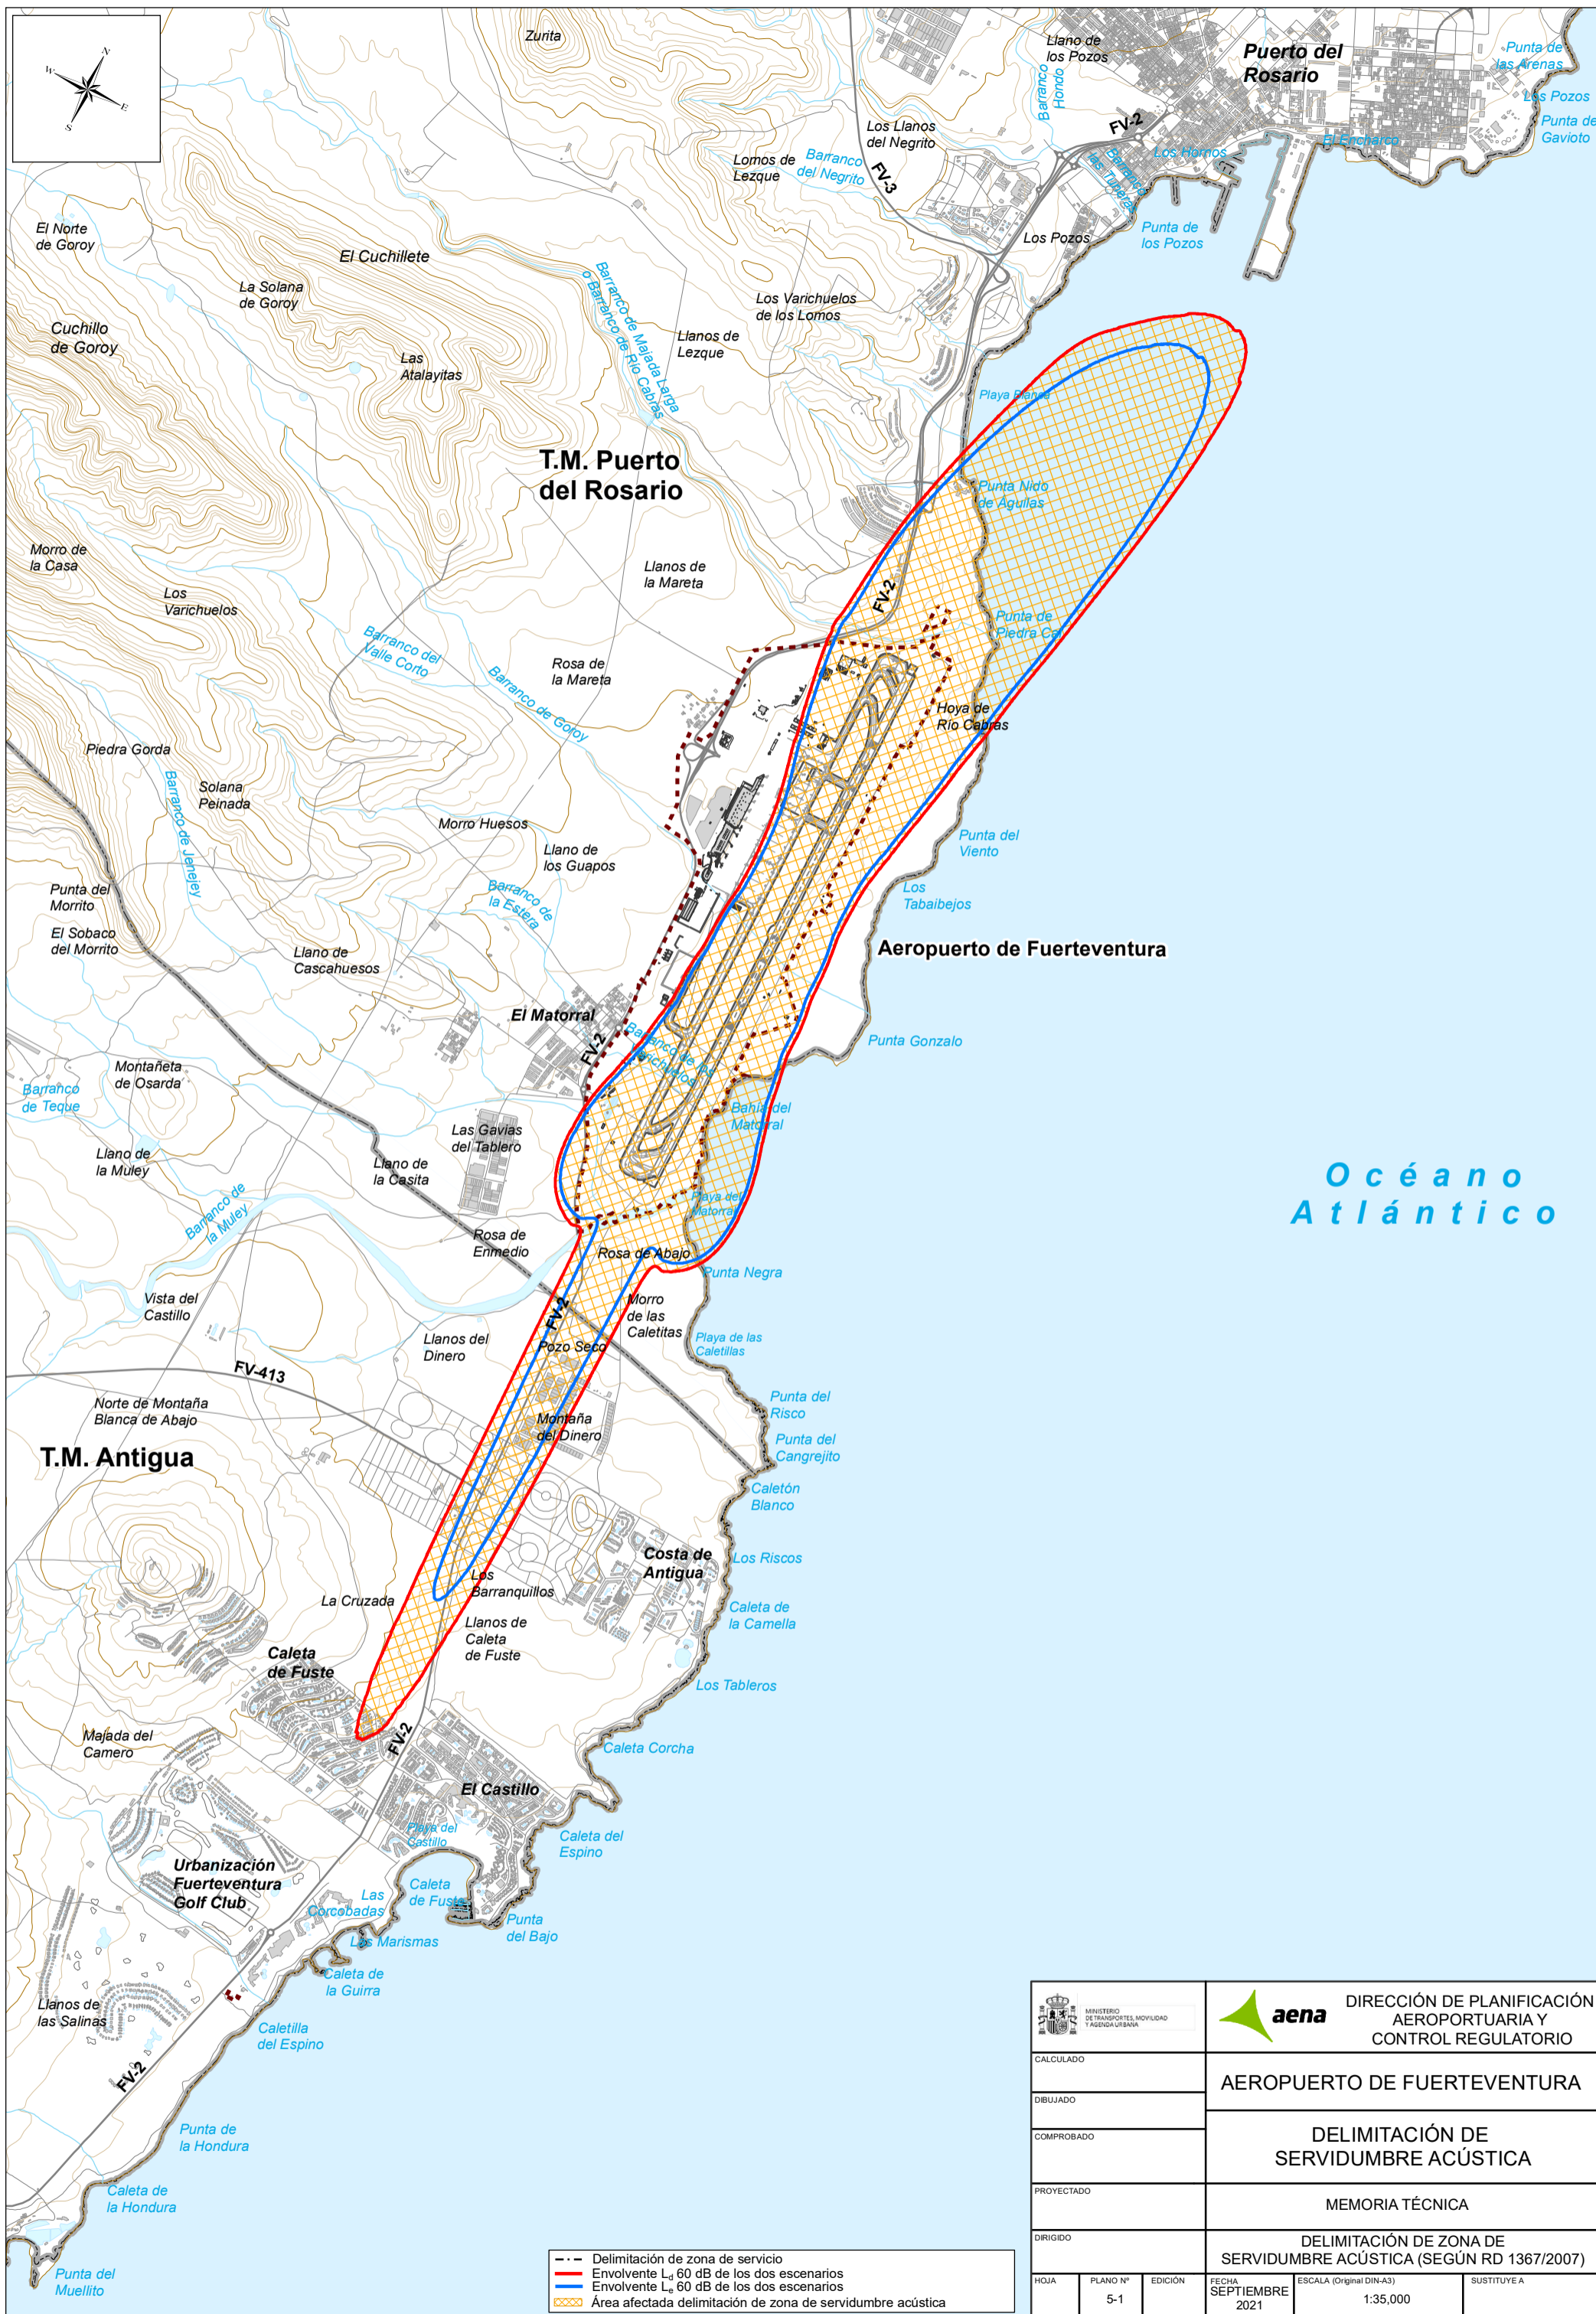 N
W
E
S
Zurita
Llano de
los Pozos
Puerto del
Rosario
Punta de
las Arenas
Los Pozos
Punta de
Gavioto
Barranco
Hondo
FV-2
Los Hornos
El Encharco
Los Llanos
del Negrito
Lomos de
Lezque
Barranco
del Negrito
FV-3
Barranco
las Tuneras
Punta de
los Pozos
Los Pozos
El Norte
de Goroy
El Cuchillete
La Solana
de Goroy
Barranco de Majada Larga
o Barranco de Río Cabras
Los Varichuelos
de los Lomos
Cuchillo
de Goroy
Las
Atalayitas
Llanos de
Lezque
Playa Blanca
T.M. Puerto
del Rosario
Punta Nido
de Águilas
Morro de
la Casa
Los
Varichuelos
Llanos de
la Mareta
FV-2
Punta de
Piedra Cal
Barranco del
Valle Corto
Rosa de
la Mareta
Barranco de Goroy
Hoya de
Río Cabras
Piedra Gorda
Barranco de Jenejey
Solana
Peinada
Morro Huesos
Llano de
los Guapos
Punta del
Viento
Punta del
Morrito
Barranco de
la Estera
Los
Tabaibejos
El Sobaco
del Morrito
Llano de
Cascahuesos
Aeropuerto de Fuerteventura
El Matorral
FV-2
Barranco de los
Varichuelos
Punta Gonzalo
Montañeta
de Osarda
Barranco
de Teque
Bahía del
Matorral
Las Gavias
del Tablero
Llano de
la Muley
Llano de
la Casita
Océano
Atlántico
Barranco de
la Muley
Playa del
Matorral
Rosa de
Enmedio
Rosa de Abajo
Punta Negra
Vista del
Castillo
FV-2
Morro
de las
Caletitas
Llanos del
Dinero
Pozo Seco
Playa de las
Caletillas
FV-413
Norte de Montaña
Blanca de Abajo
Montaña
del Dinero
Punta del
Risco
Punta del
Cangrejito
T.M. Antigua
Caletón
Blanco
Costa de
Antigua
Los Riscos
Los
Barranquillos
La Cruzada
Caleta de
la Camella
Llanos de
Caleta
de Fuste
Caleta
de Fuste
Los Tableros
Majada del
Camero
FV-2
Caleta Corcha
El Castillo
Playa del
Castillo
Caleta del
Espino
Urbanización
Fuerteventura
Golf Club
Las
Corcobadas
Caleta
de Fuste
Punta
del Bajo
Las Marismas
Caleta de
la Guirra
Llanos de
las Salinas
Caletilla
del Espino
FV-2
Punta de
la Hondura
Caleta de
la Hondura
Punta del
Muellito
Delimitación de zona de servicio
Envolvente Ld 60 dB de los dos escenarios
Envolvente Le 60 dB de los dos escenarios
Área afectada delimitación de zona de servidumbre acústica
MINISTERIO
DE TRANSPORTES, MOVILIDAD
Y AGENDA URBANA
aena
DIRECCIÓN DE PLANIFICACIÓN
AEROPORTUARIA Y
CONTROL REGULATORIO
CALCULADO
AEROPUERTO DE FUERTEVENTURA
DIBUJADO
COMPROBADO
DELIMITACIÓN DE
SERVIDUMBRE ACÚSTICA
PROYECTADO
MEMORIA TÉCNICA
DIRIGIDO
DELIMITACIÓN DE ZONA DE
SERVIDUMBRE ACÚSTICA (SEGÚN RD 1367/2007)
HOJA
PLANO Nº
5-1
EDICIÓN
FECHA
SEPTIEMBRE
2021
ESCALA (Original DIN-A3)
1:35,000
SUSTITUYE A